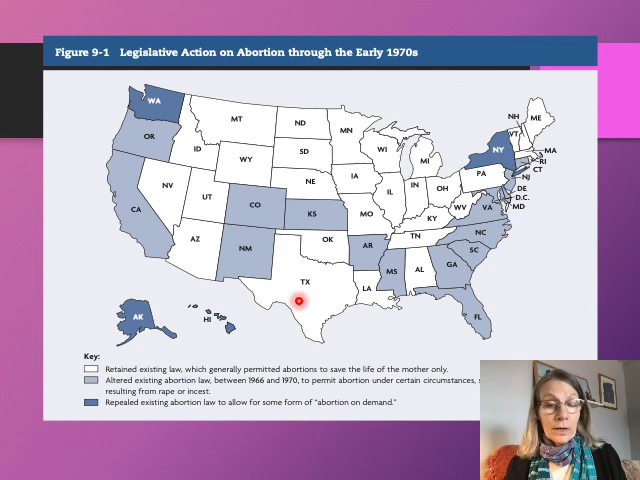 Figure 9-1 Legislative Action on Abortion through the Early 1970s
WA
OR
CA
NV
ID
MT
WY
UT
AZ
CO
NM
ND
SD
NE
KS
OK
TX
MN
IA
MO
AR
LA
WI
IL
MS
MI
IN
OH
KY
TN
AL
GA
FL
SC
NC
VA
WV
PA
NY
VT
NH
ME
MA
RI
CT
NJ
DE
D.C.
MD
AK
HI
Key:
Retained existing law, which generally permitted abortions to save the life of the mother only.
Altered existing abortion law, between 1966 and 1970, to permit abortion under certain circumstances,
resulting from rape or incest.
Repealed existing abortion law to allow for some form of “abortion on demand.”